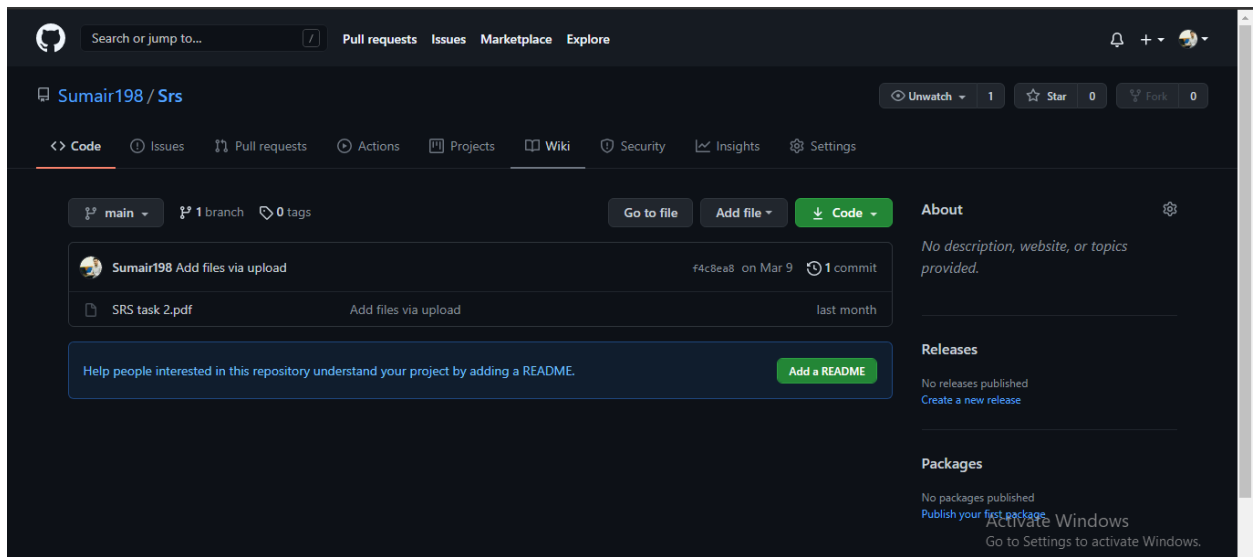 Search or jump to... /
Pull requests Issues Marketplace Explore
Sumair198 / Srs
Unwatch 1 Star 0 Fork 0
<> Code Issues Pull requests Actions Projects Wiki Security Insights Settings
main 1 branch 0 tags
Go to file Add file Code
Sumair198 Add files via upload f4c8ea8 on Mar 9 1 commit
SRS task 2.pdf Add files via upload last month
Help people interested in this repository understand your project by adding a README. Add a README
About
No description, website, or topics
provided.
Releases
No releases published
Create a new release
Packages
No packages published
Publish your first package
Activate Windows
Go to Settings to activate Windows.